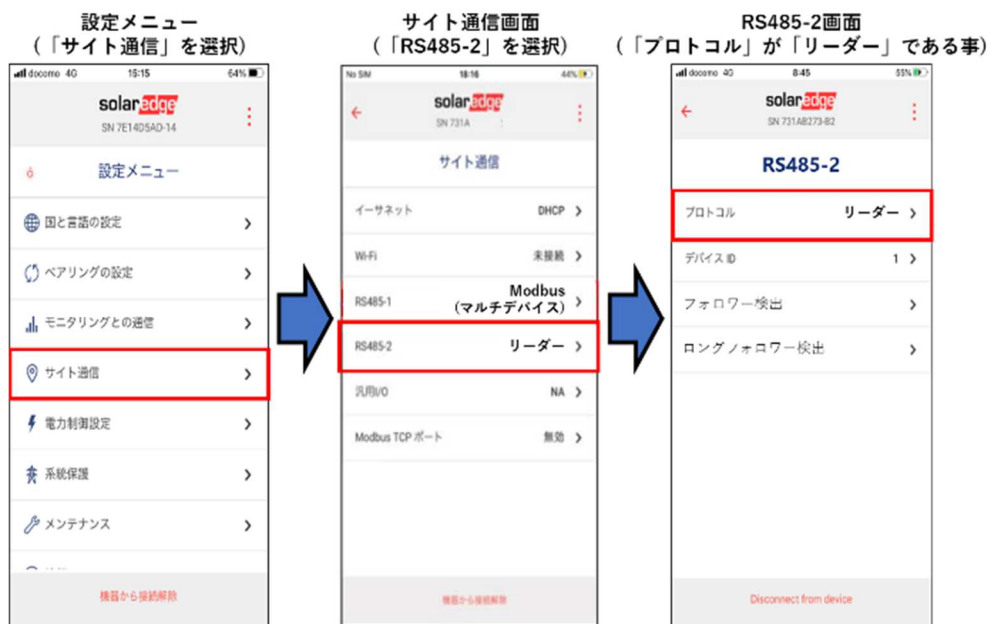 設定メニュー
(「サイト通信」を選択)
docomo 4G 15:15 64%
solaredge
SN 7E14D5AD-14
設定メニュー
国と言語の設定
ペアリングの設定
モニタリングとの通信
サイト通信
電力制御設定
系統保護
メンテナンス
機器から接続解除
サイト通信画面
(「RS485-2」を選択)
No SIM 18:16 44%
solaredge
SN 731A
サイト通信
イーサネット DHCP
Wi-Fi 未接続
RS485-1 Modbus
(マルチデバイス)
RS485-2 リーダー
汎用I/O NA
Modbus TCP ポート 無効
機器から接続解除
RS485-2画面
(「プロトコル」が「リーダー」である事)
docomo 4G 8:45 55%
solaredge
SN 731AB273-B2
RS485-2
プロトコル リーダー
デバイス ID 1
フォロワー検出
ロングフォロワー検出
Disconnect from device